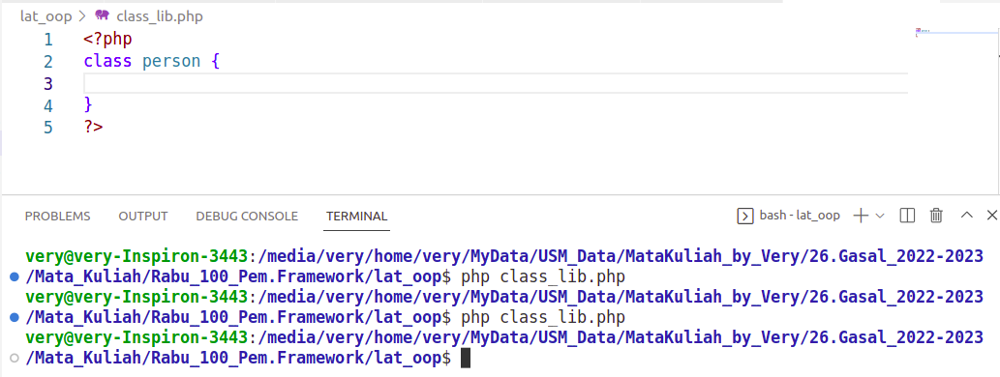 lat_oop > class_lib.php
1 <?php
2 class person {
3
4 }
5 ?>
PROBLEMS OUTPUT DEBUG CONSOLE TERMINAL bash - lat_oop
very@very-Inspiron-3443:/media/very/home/very/MyData/USM_Data/MataKuliah_by_Very/26.Gasal_2022-2023
/Mata_Kuliah/Rabu_100_Pem.Framework/lat_oop$ php class_lib.php
very@very-Inspiron-3443:/media/very/home/very/MyData/USM_Data/MataKuliah_by_Very/26.Gasal_2022-2023
/Mata_Kuliah/Rabu_100_Pem.Framework/lat_oop$ php class_lib.php
very@very-Inspiron-3443:/media/very/home/very/MyData/USM_Data/MataKuliah_by_Very/26.Gasal_2022-2023
/Mata_Kuliah/Rabu_100_Pem.Framework/lat_oop$